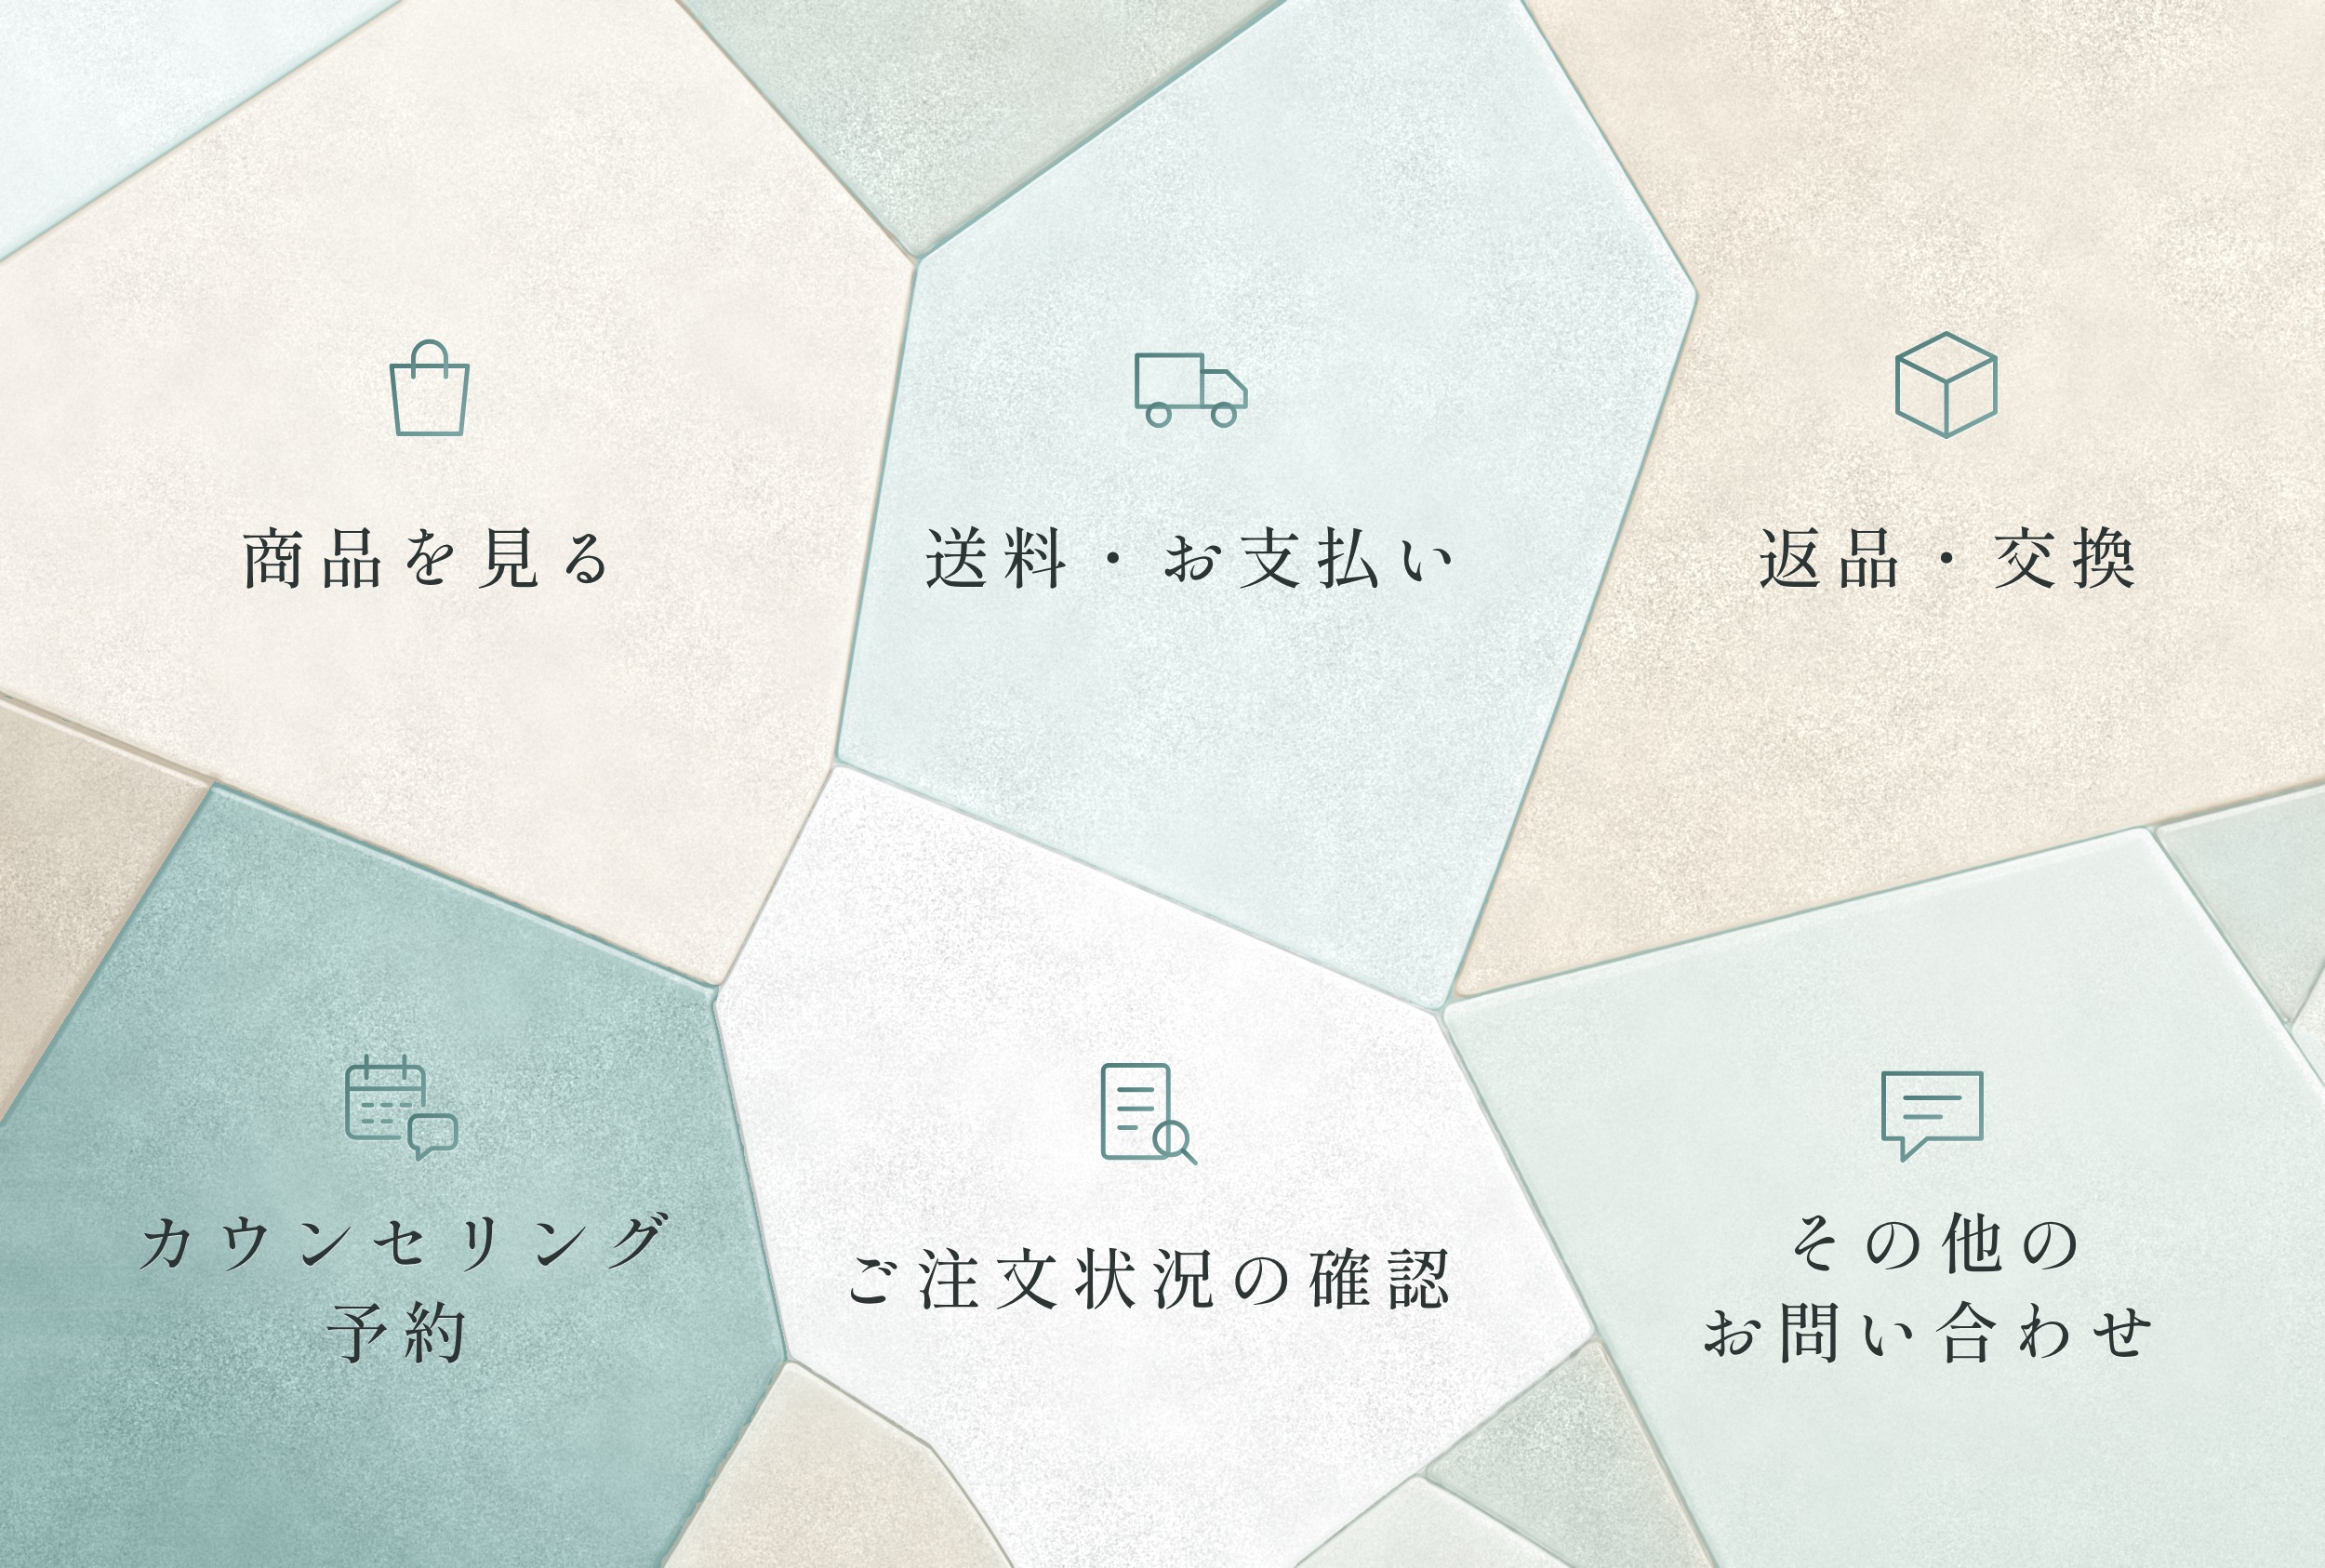 商品を見る
送料・お支払い
返品・交換
カウンセリング
予約
ご注文状況の確認
その他の
お問い合わせ